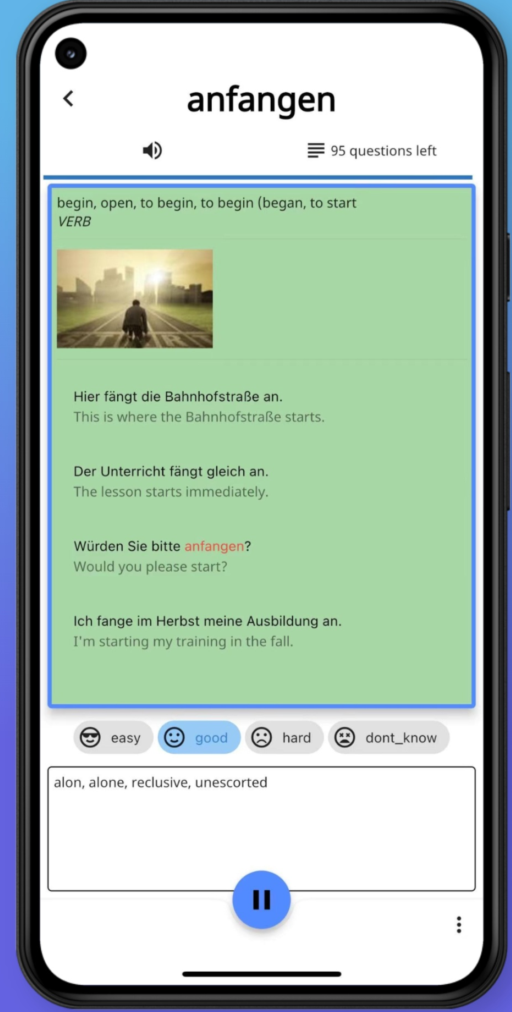 anfangen
95 questions left
begin, open, to begin, to begin (began, to start
VERB
START
Hier fängt die Bahnhofstraße an.
This is where the Bahnhofstraße starts.
Der Unterricht fängt gleich an.
The lesson starts immediately.
Würden Sie bitte anfangen?
Would you please start?
Ich fange im Herbst meine Ausbildung an.
I'm starting my training in the fall.
easy good hard dont_know
alon, alone, reclusive, unescorted